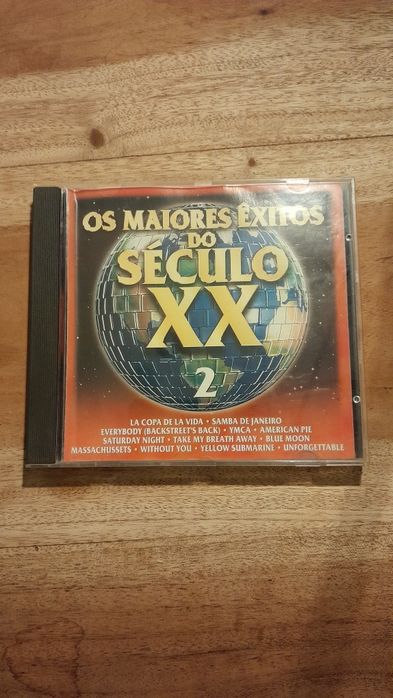 OS MAIORES ÊXITOS
DO
SÉCULO
XX
2
LA COPA DE LA VIDA • SAMBA DE JANEIRO
EVERYBODY (BACKSTREET'S BACK) • YMCA • AMERICAN PIE
SATURDAY NIGHT • TAKE MY BREATH AWAY • BLUE MOON
MASSACHUSSETS • WITHOUT YOU • YELLOW SUBMARINE • UNFORGETTABLE